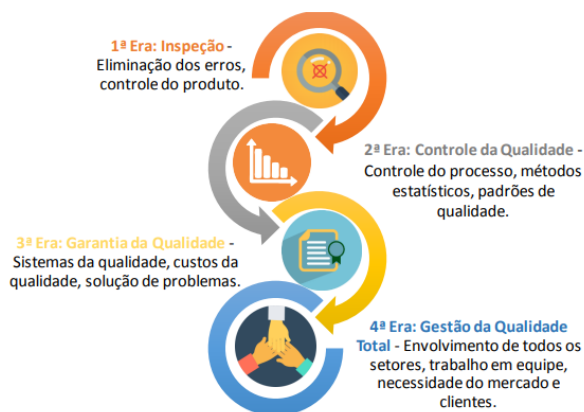 1ª Era: Inspeção -
Eliminação dos erros,
controle do produto.
2ª Era: Controle da Qualidade -
Controle do processo, métodos
estatísticos, padrões de
qualidade.
3ª Era: Garantia da Qualidade -
Sistemas da qualidade, custos da
qualidade, solução de problemas.
4ª Era: Gestão da Qualidade
Total - Envolvimento de todos os
setores, trabalho em equipe,
necessidade do mercado e
clientes.